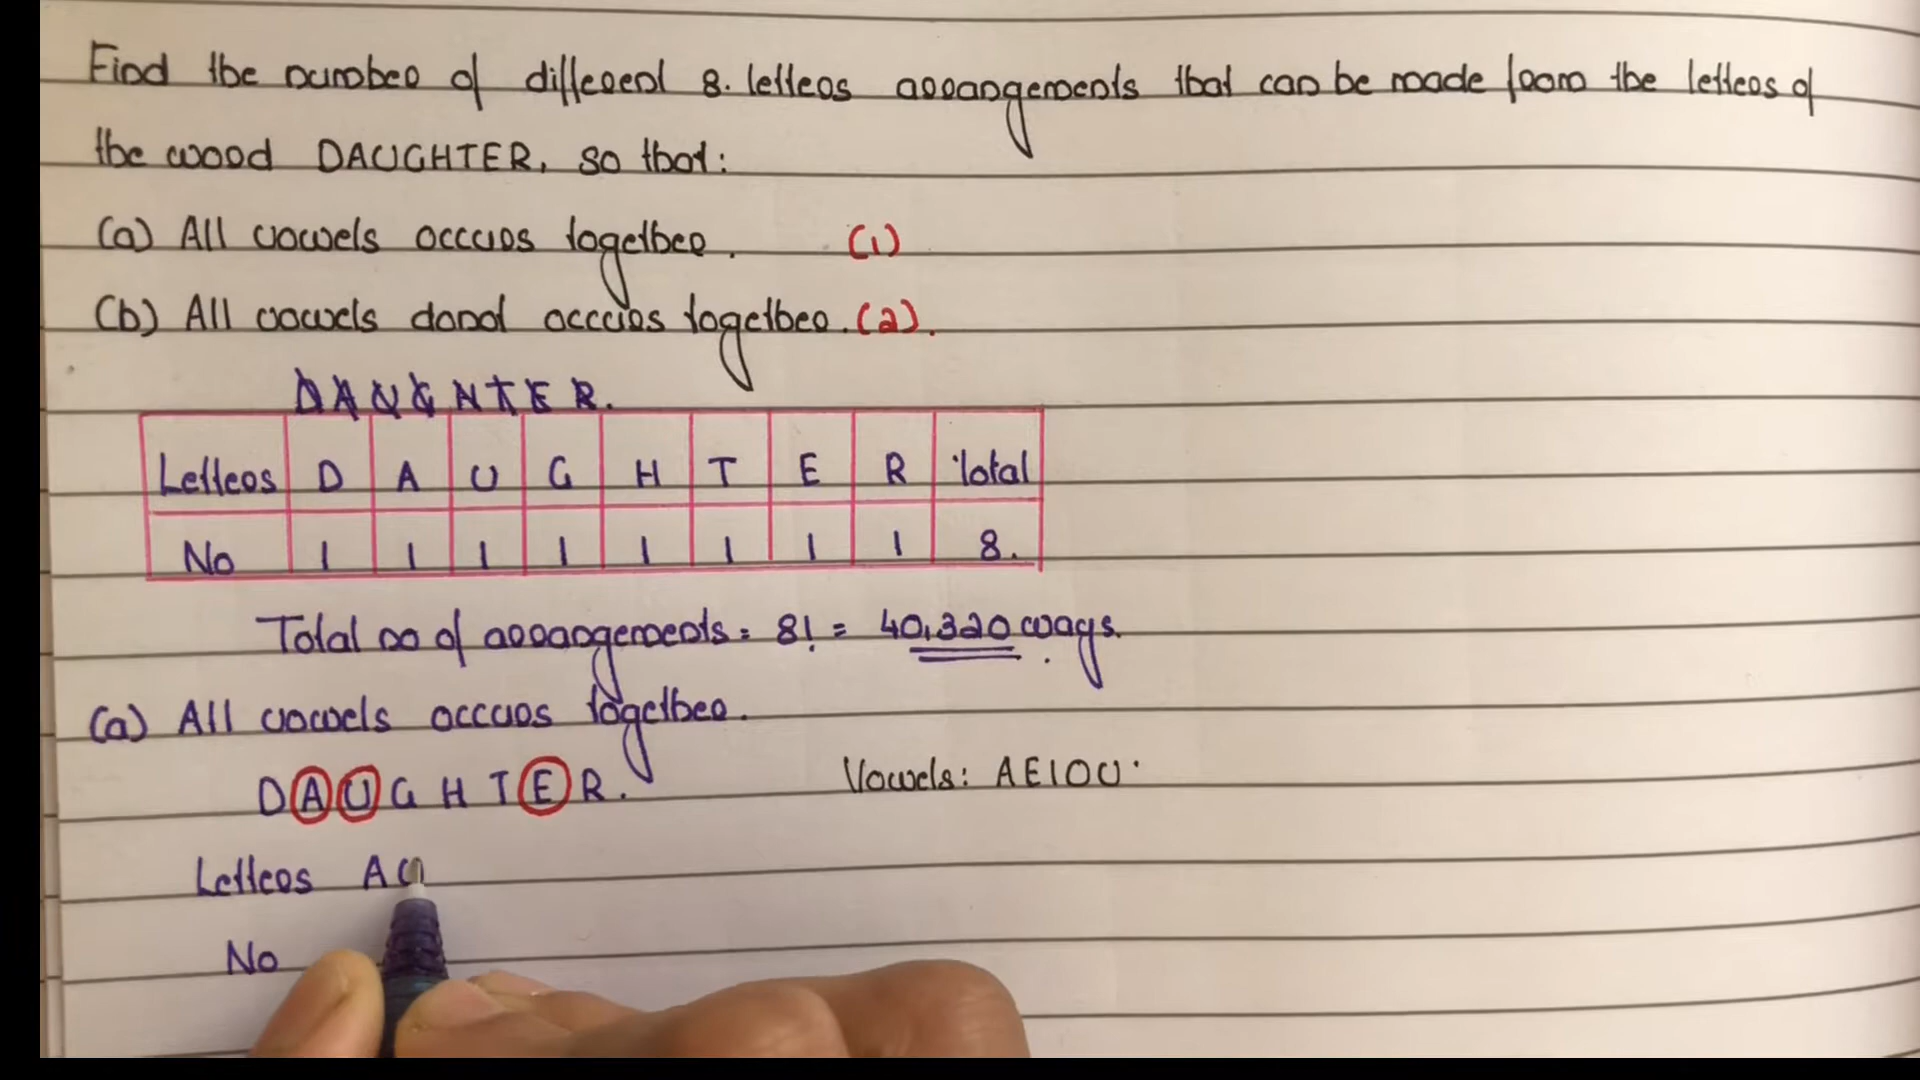 Find the number of different 8. letters arrangements that can be made from the letters of
the word DAUGHTER, so that:
(a) All vowels occurs together. (1)
(b) All vowels donot occurs together. (2).
DAUGHTER.
Letters D A U G H T E R Total
No 1 1 1 1 1 1 1 1 8.
Total no of arrangements = 8! = 40,320 ways.
(a) All vowels occurs together.
DAUGHTER. Vowels: AEIOU.
Letters AU
No